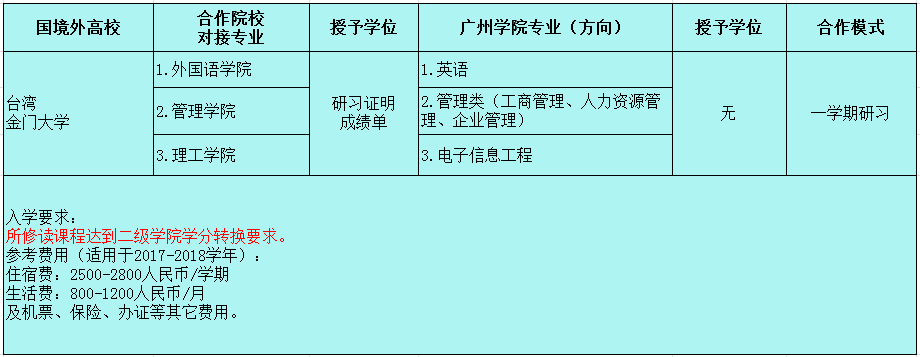 国境外高校
合作院校
对接专业
授予学位
广州学院专业（方向）
授予学位
合作模式
台湾
金门大学
1.外国语学院
研习证明
成绩单
1.英语
无
一学期研习
2.管理学院
2.管理类（工商管理、人力资源管
理、企业管理）
3.理工学院
3.电子信息工程
入学要求：
所修读课程达到二级学院学分转换要求。
参考费用（适用于2017-2018学年）：
住宿费：2500-2800人民币/学期
生活费：800-1200人民币/月
及机票、保险、办证等其它费用。